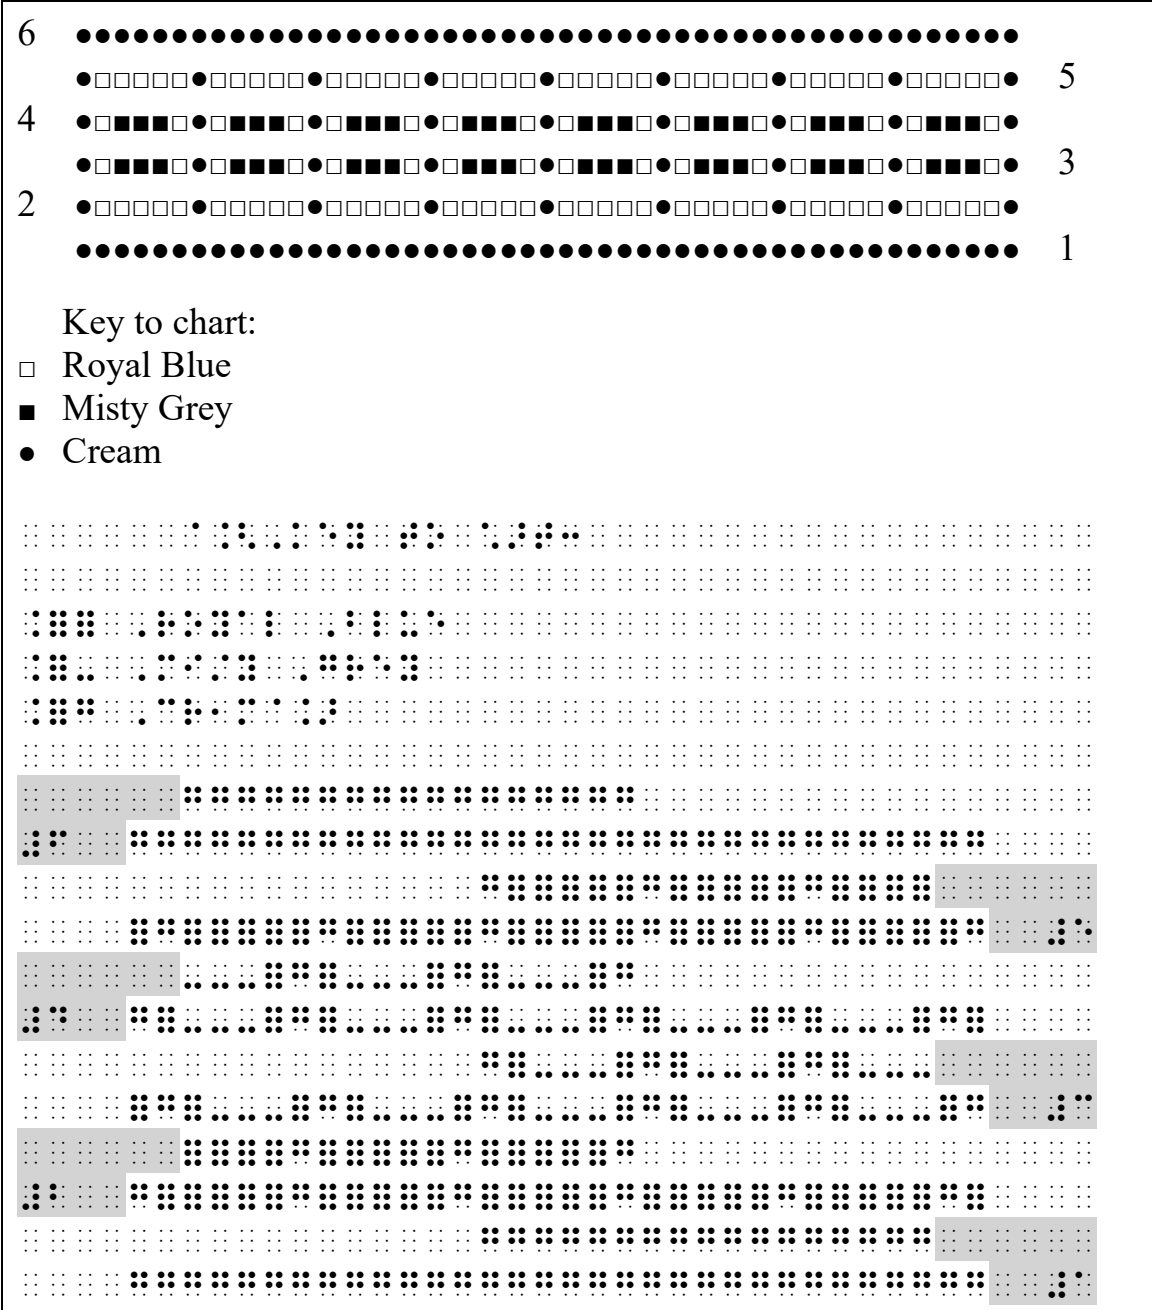 6 ●●●●●●●●●●●●●●●●●●●●●●●●●●●●●●●●●●●●●●●●●●●●●●●●●
●□□□□□●□□□□□●□□□□□●□□□□□●□□□□□●□□□□□●□□□□□●□□□□□● 5
4 ●□■■■□●□■■■□●□■■■□●□■■■□●□■■■□●□■■■□●□■■■□●□■■■□●
●□■■■□●□■■■□●□■■■□●□■■■□●□■■■□●□■■■□●□■■■□●□■■■□● 3
2 ●□□□□□●□□□□□●□□□□□●□□□□□●□□□□□●□□□□□●□□□□□●□□□□□●
●●●●●●●●●●●●●●●●●●●●●●●●●●●●●●●●●●●●●●●●●●●●●●●●● 1
Key to chart:
□ Royal Blue
■ Misty Grey
● Cream
⠈⠨⠣⠠⠅⠑⠽ ⠞⠕ ⠡⠜⠞⠒
⠨⠿⠿ ⠠⠗⠕⠽⠁⠇ ⠠⠃⠇⠥⠑
⠨⠿⠤ ⠠⠍⠊⠌⠽ ⠠⠛⠗⠑⠽
⠨⠿⠛ ⠠⠉⠗⠂⠍⠈⠨⠜
⠛⠛⠛⠛⠛⠛⠛⠛⠛⠛⠛⠛⠛⠛⠛⠛⠛
⠼⠋ ⠛⠛⠛⠛⠛⠛⠛⠛⠛⠛⠛⠛⠛⠛⠛⠛⠛⠛⠛⠛⠛⠛⠛⠛⠛⠛⠛⠛⠛⠛⠛⠛
⠛⠿⠿⠿⠿⠿⠛⠿⠿⠿⠿⠿⠛⠿⠿⠿⠿
⠿⠛⠿⠿⠿⠿⠿⠛⠿⠿⠿⠿⠿⠛⠿⠿⠿⠿⠿⠛⠿⠿⠿⠿⠿⠛⠿⠿⠿⠿⠿⠛ ⠼⠑
⠤⠤⠤⠿⠛⠿⠤⠤⠤⠿⠛⠿⠤⠤⠤⠿⠛
⠼⠙ ⠛⠿⠤⠤⠤⠿⠛⠿⠤⠤⠤⠿⠛⠿⠤⠤⠤⠿⠛⠿⠤⠤⠤⠿⠛⠿⠤⠤⠤⠿⠛⠿
⠛⠿⠤⠤⠤⠿⠛⠿⠤⠤⠤⠿⠛⠿⠤⠤⠤
⠿⠛⠿⠤⠤⠤⠿⠛⠿⠤⠤⠤⠿⠛⠿⠤⠤⠤⠿⠛⠿⠤⠤⠤⠿⠛⠿⠤⠤⠤⠿⠛ ⠼⠉
⠿⠿⠿⠿⠛⠿⠿⠿⠿⠿⠛⠿⠿⠿⠿⠿⠛
⠼⠃ ⠛⠿⠿⠿⠿⠿⠛⠿⠿⠿⠿⠿⠛⠿⠿⠿⠿⠿⠛⠿⠿⠿⠿⠿⠛⠿⠿⠿⠿⠿⠛⠿
⠛⠛⠛⠛⠛⠛⠛⠛⠛⠛⠛⠛⠛⠛⠛⠛⠛
⠛⠛⠛⠛⠛⠛⠛⠛⠛⠛⠛⠛⠛⠛⠛⠛⠛⠛⠛⠛⠛⠛⠛⠛⠛⠛⠛⠛⠛⠛⠛⠛ ⠼⠁